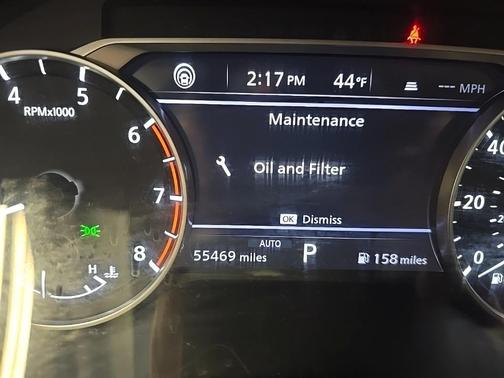 2:17 PM 44°F --- MPH
Maintenance
Oil and Filter
OK Dismiss
AUTO
55469 miles P 158 miles
4 5 6 7 8
RPMx1000
H
40
20
0